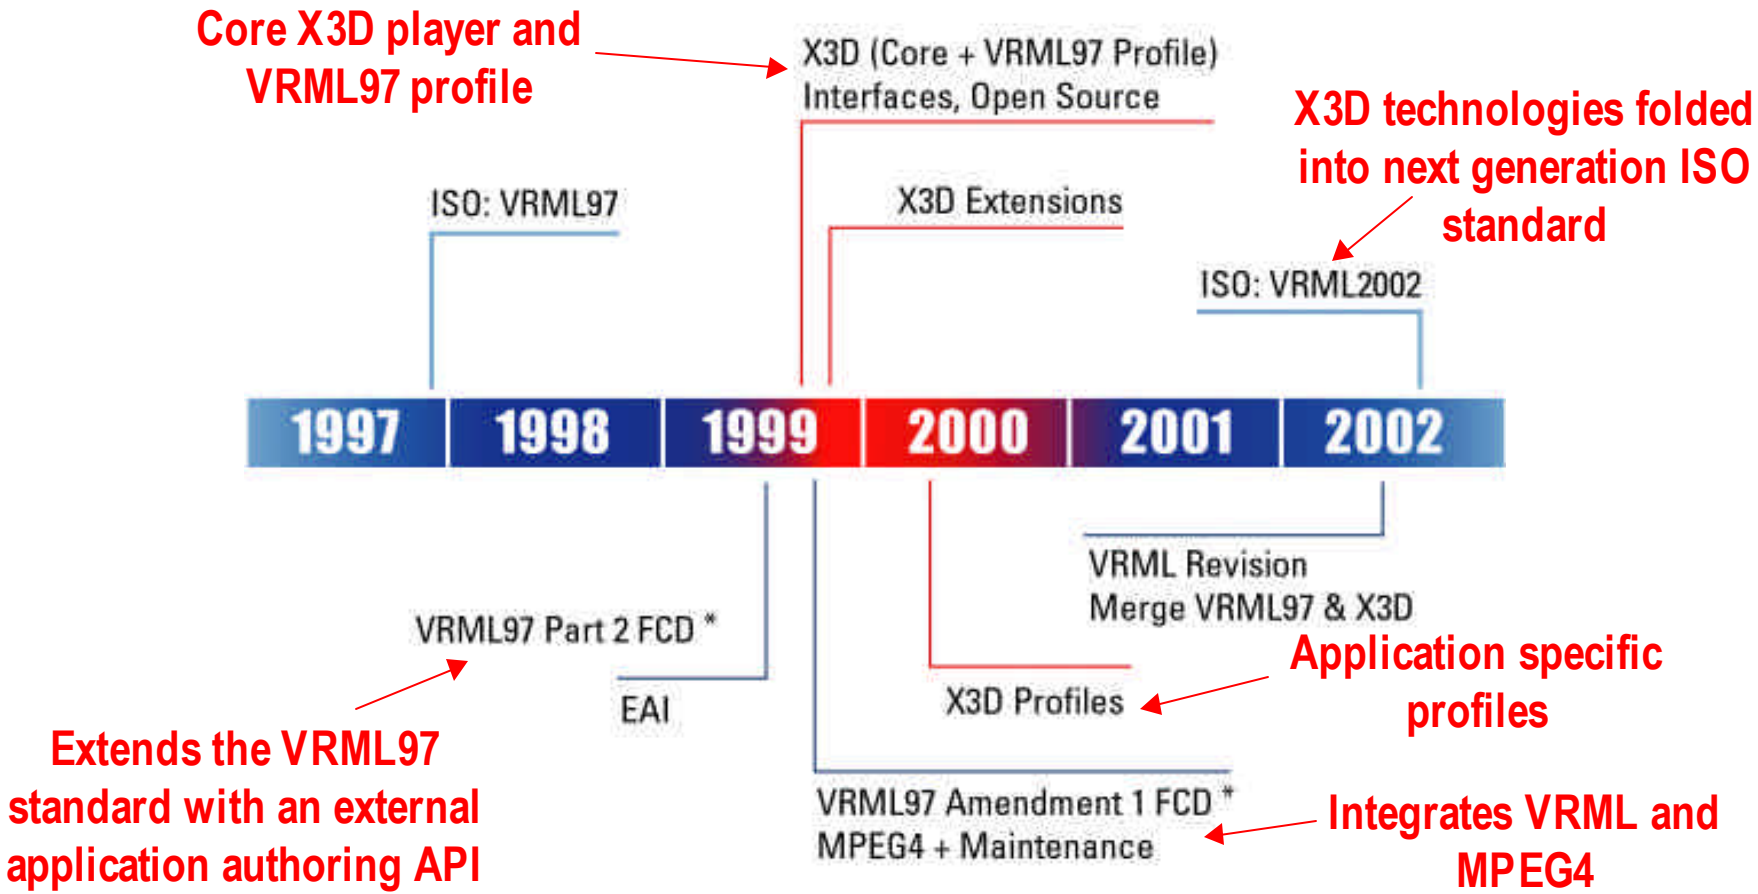 Core X3D player and
VRML97 profile
X3D (Core + VRML97 Profile)
Interfaces, Open Source
X3D technologies folded
into next generation ISO
standard
ISO: VRML97
X3D Extensions
ISO: VRML2002
1997
1998
1999
2000
2001
2002
VRML Revision
Merge VRML97 & X3D
VRML97 Part 2 FCD *
EAI
Application specific
profiles
X3D Profiles
Extends the VRML97
standard with an external
application authoring API
VRML97 Amendment 1 FCD *
MPEG4 + Maintenance
Integrates VRML and
MPEG4